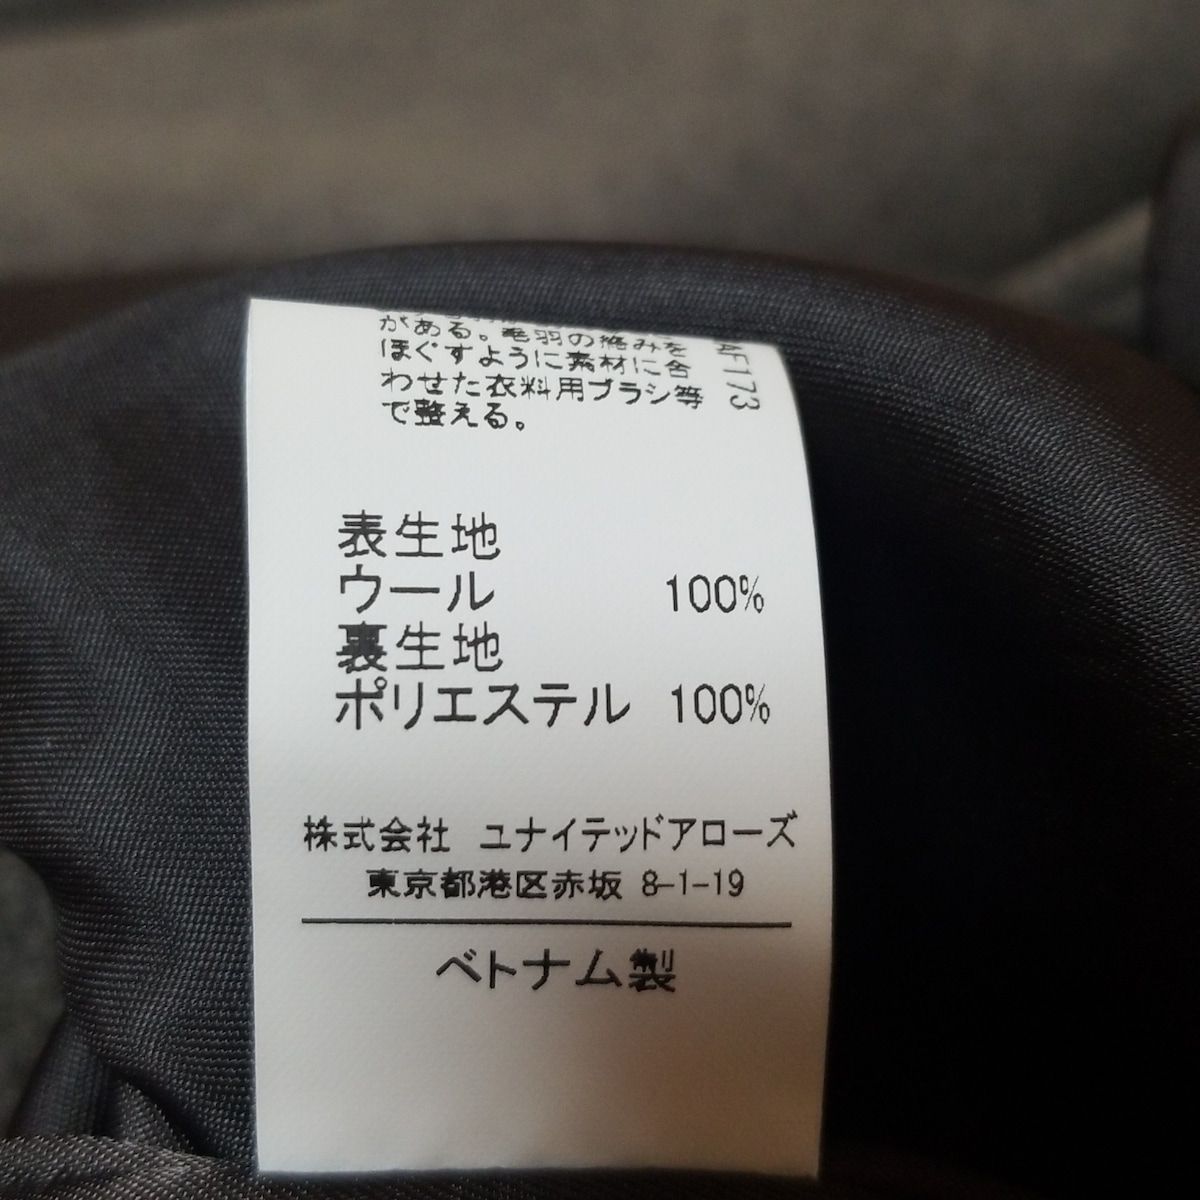 がある。毛羽の絡みを
ほぐすように素材に合
わせた衣料用ブラシ等
で整える。
AF173
表生地
ウール 100%
裏生地
ポリエステル 100%
株式会社 ユナイテッドアローズ
東京都港区赤坂 8-1-19
ベトナム製